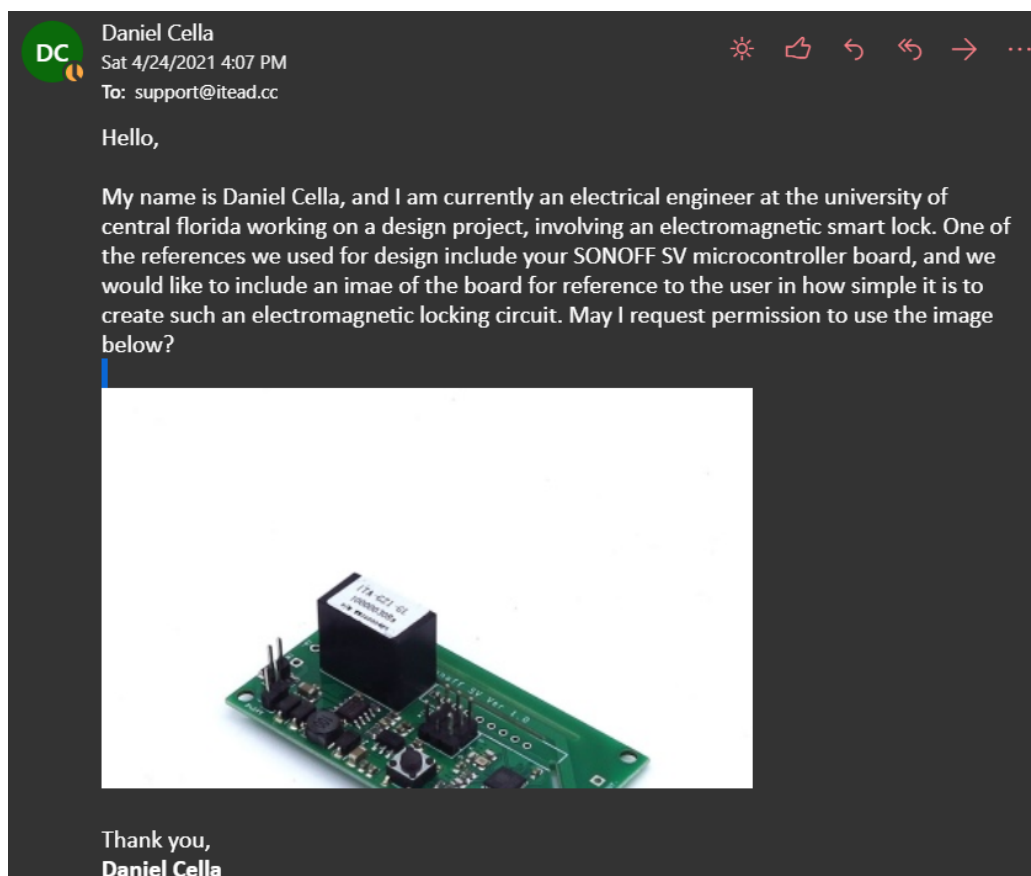 DC
Daniel Cella
Sat 4/24/2021 4:07 PM
To: support@itead.cc
Hello,
My name is Daniel Cella, and I am currently an electrical engineer at the university of
central florida working on a design project, involving an electromagnetic smart lock. One of
the references we used for design include your SONOFF SV microcontroller board, and we
would like to include an imae of the board for reference to the user in how simple it is to
create such an electromagnetic locking circuit. May I request permission to use the image
below?
SV Ver 1.0
Thank you,
Daniel Cella